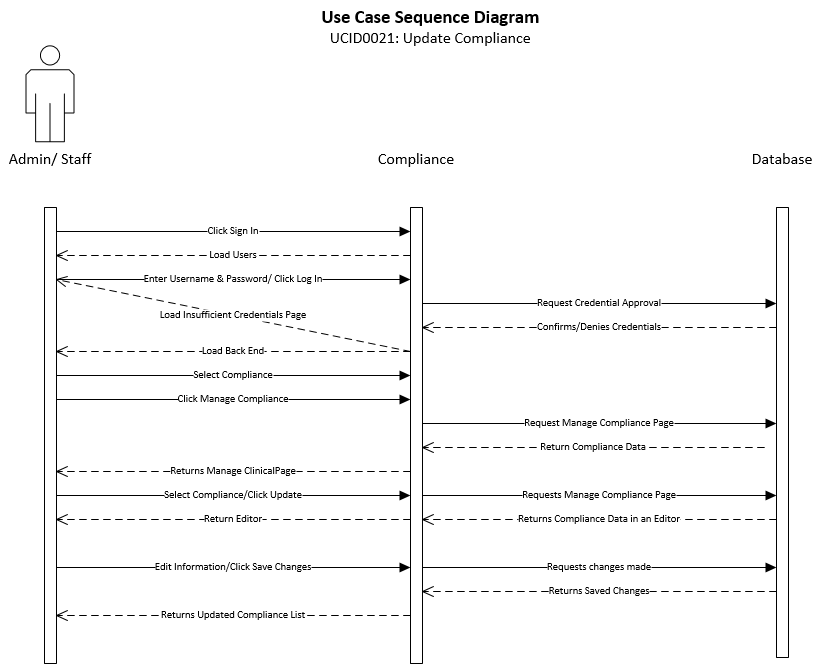 Use Case Sequence Diagram
UCID0021: Update Compliance
Admin/ Staff
Compliance
Database
Click Sign In
Load Users
Enter Username & Password/ Click Log In
Request Credential Approval
Load Insufficient Credentials Page
Confirms/Denies Credentials
Load Back End
Select Compliance
Click Manage Compliance
Request Manage Compliance Page
Return Compliance Data
Returns Manage ClinicalPage
Select Compliance/Click Update
Requests Manage Compliance Page
Return Editor
Returns Compliance Data in an Editor
Edit Information/Click Save Changes
Requests changes made
Returns Saved Changes
Returns Updated Compliance List